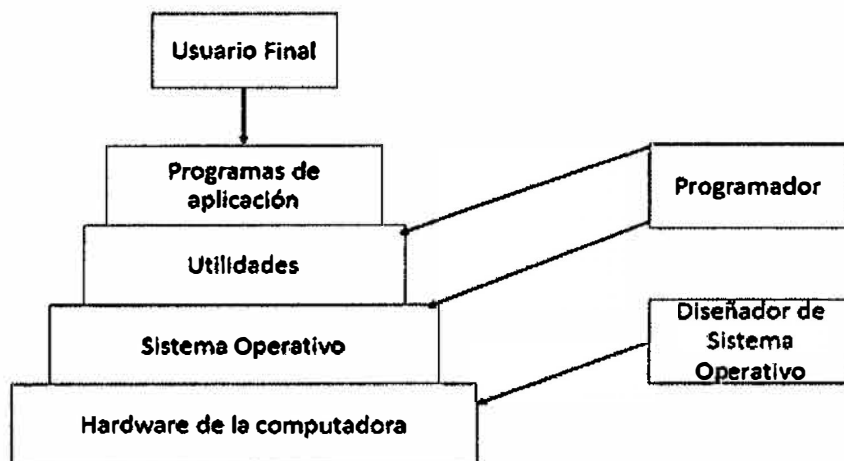 Usuario Final
Programas de
aplicación
Programador
Utilidades
Diseñador de
Sistema
Operativo
Sistema Operativo
Hardware de la computadora